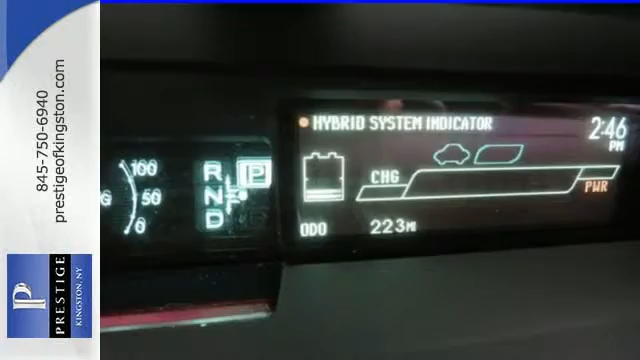 845-750-6940
prestigeofkingston.com
P
PRESTIGE
KINGSTON, NY
100
50
0
R
N
D
P
HYBRID SYSTEM INDICATOR
2:46
PM
CHG
PWR
ODO 223MI